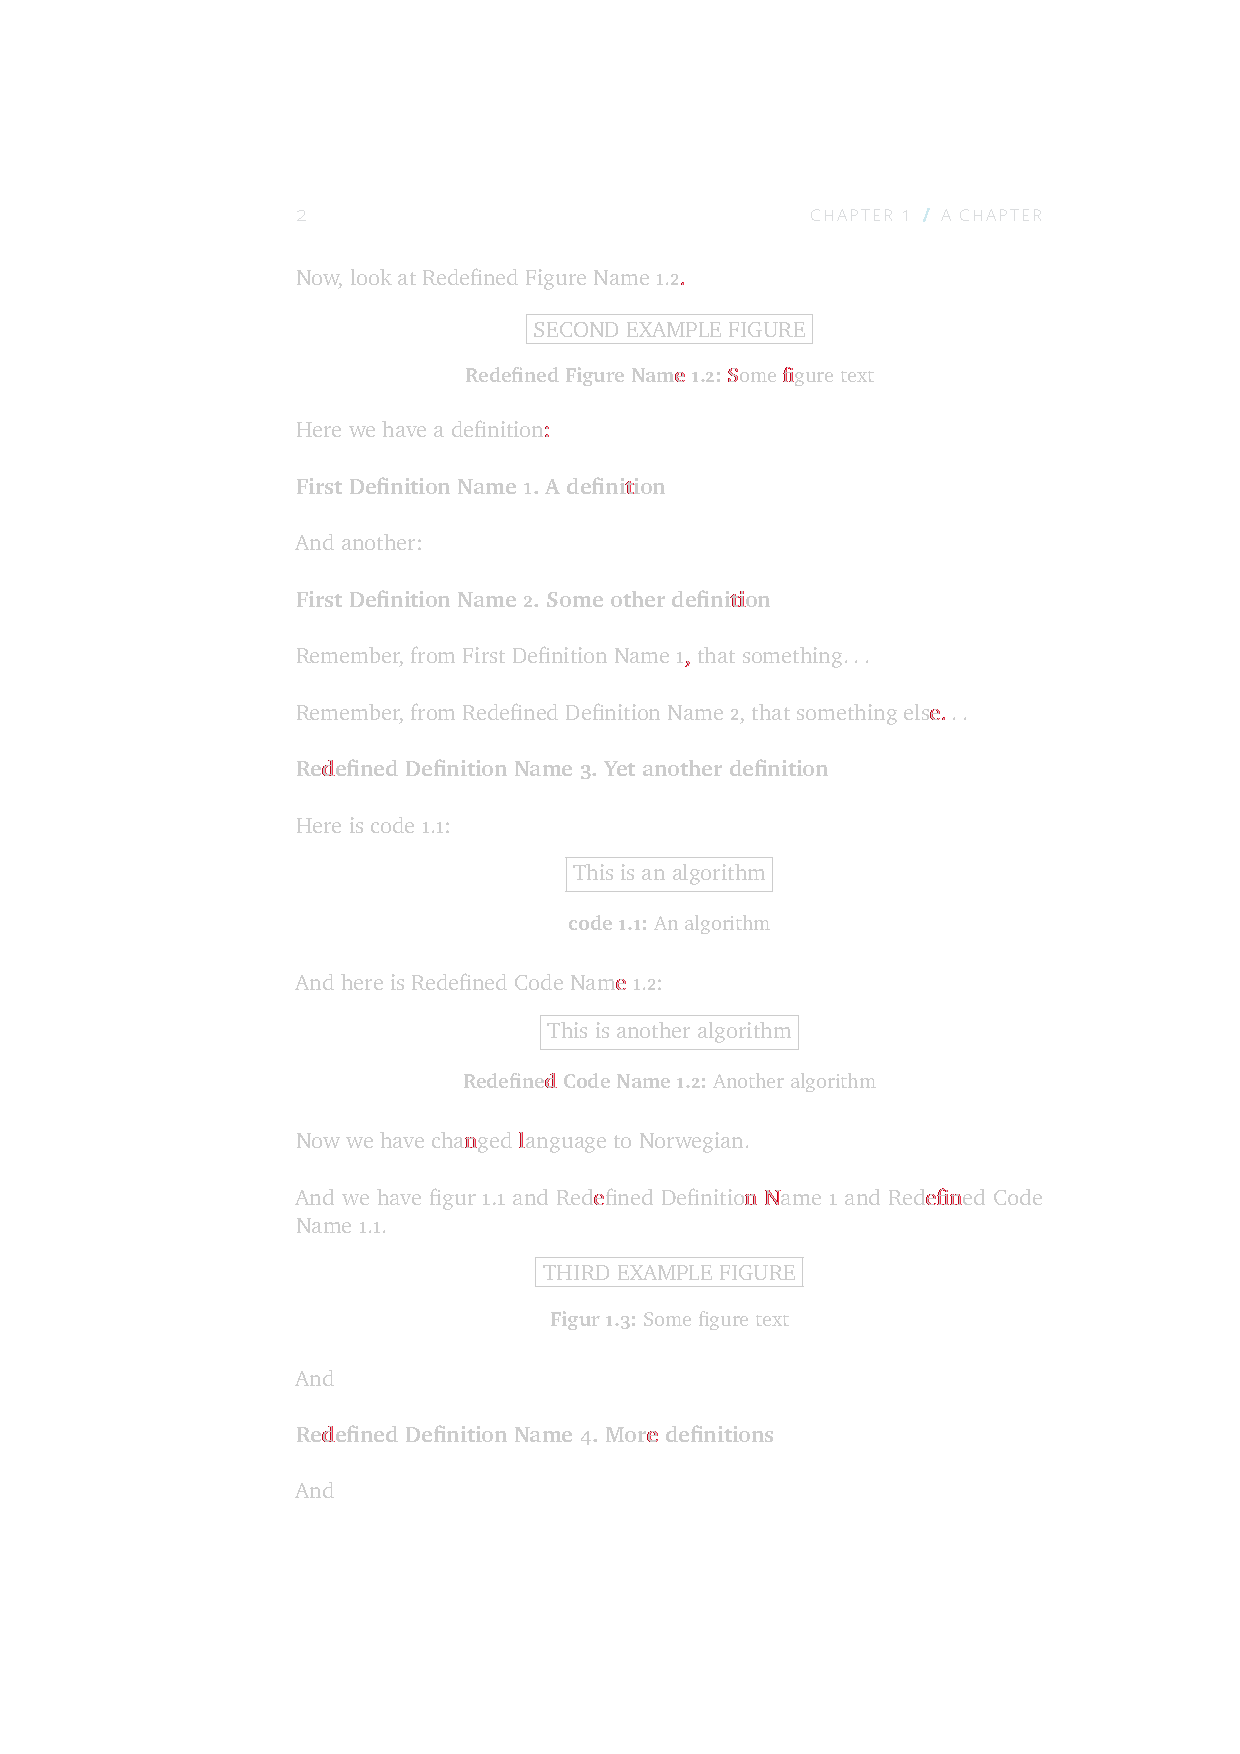 2 CHAPTER 1 / A CHAPTER
Now, look at Redefined Figure Name 1.2.
SECOND EXAMPLE FIGURE
Redefined Figure Name 1.2: Some figure text
Here we have a definition:
First Definition Name 1. A definition
And another:
First Definition Name 2. Some other definition
Remember, from First Definition Name 1, that something...
Remember, from Redefined Definition Name 2, that something else...
Redefined Definition Name 3. Yet another definition
Here is code 1.1:
This is an algorithm
code 1.1: An algorithm
And here is Redefined Code Name 1.2:
This is another algorithm
Redefined Code Name 1.2: Another algorithm
Now we have changed language to Norwegian.
And we have figur 1.1 and Redefined Definition Name 1 and Redefined Code
Name 1.1.
THIRD EXAMPLE FIGURE
Figur 1.3: Some figure text
And
Redefined Definition Name 4. More definitions
And